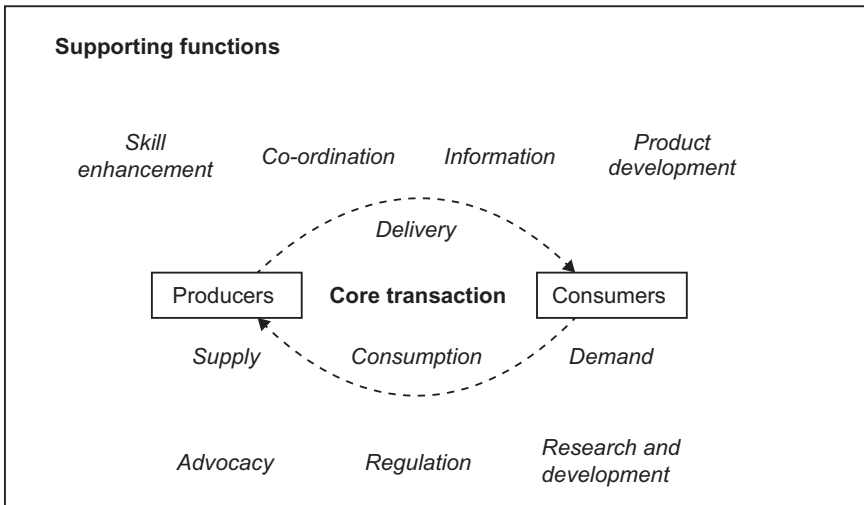 Supporting functions
Skill
enhancement
Co-ordination
Information
Product
development
Delivery
Producers
Core transaction
Consumers
Supply
Consumption
Demand
Advocacy
Regulation
Research and
development